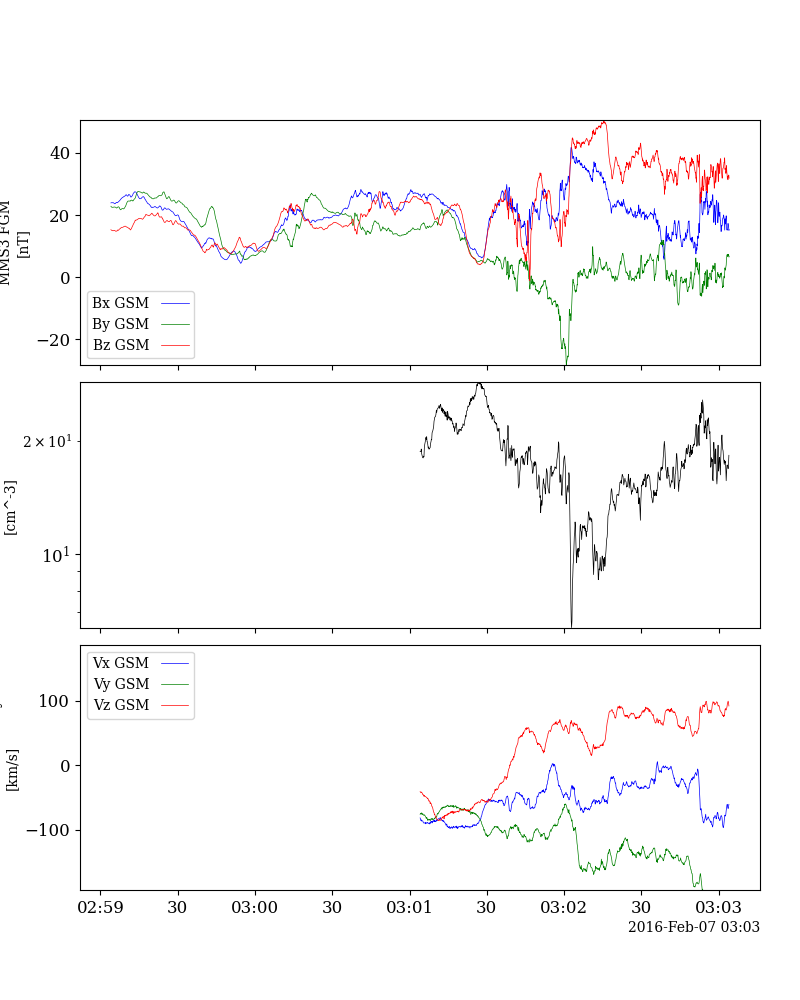 40
20
0
−20
MMS3 FGM
[nT]
Bx GSM
By GSM
Bz GSM
2 × 10¹
10¹
[cm^-3]
Vx GSM
Vy GSM
Vz GSM
100
0
−100
[km/s]
02:59 30 03:00 30 03:01 30 03:02 30 03:03
2016-Feb-07 03:03